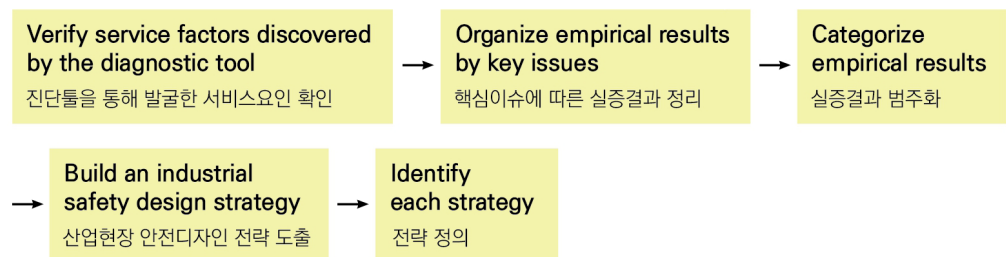 Verify service factors discovered
by the diagnostic tool
진단툴을 통해 발굴한 서비스요인 확인
Organize empirical results
by key issues
핵심이슈에 따른 실증결과 정리
Categorize
empirical results
실증결과 범주화
Build an industrial
safety design strategy
산업현장 안전디자인 전략 도출
Identify
each strategy
전략 정의